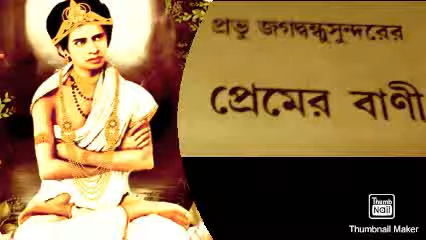 প্রভু জগদ্বন্ধুসুন্দরের
প্রেমের বাণী
Thumb
Nail
Thumbnail Maker